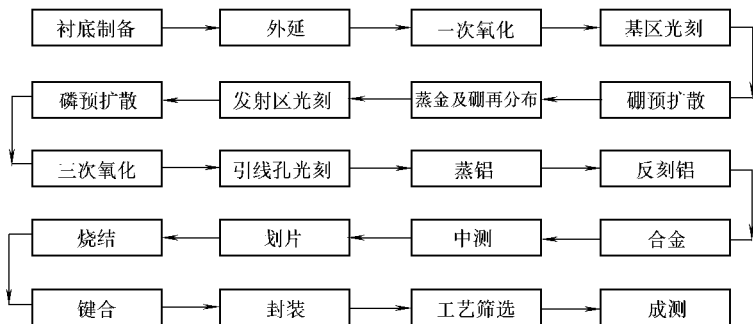 衬底制备
外延
一次氧化
基区光刻
硼预扩散
蒸金及硼再分布
发射区光刻
磷预扩散
三次氧化
引线孔光刻
蒸铝
反刻铝
合金
中测
划片
烧结
键合
封装
工艺筛选
成测